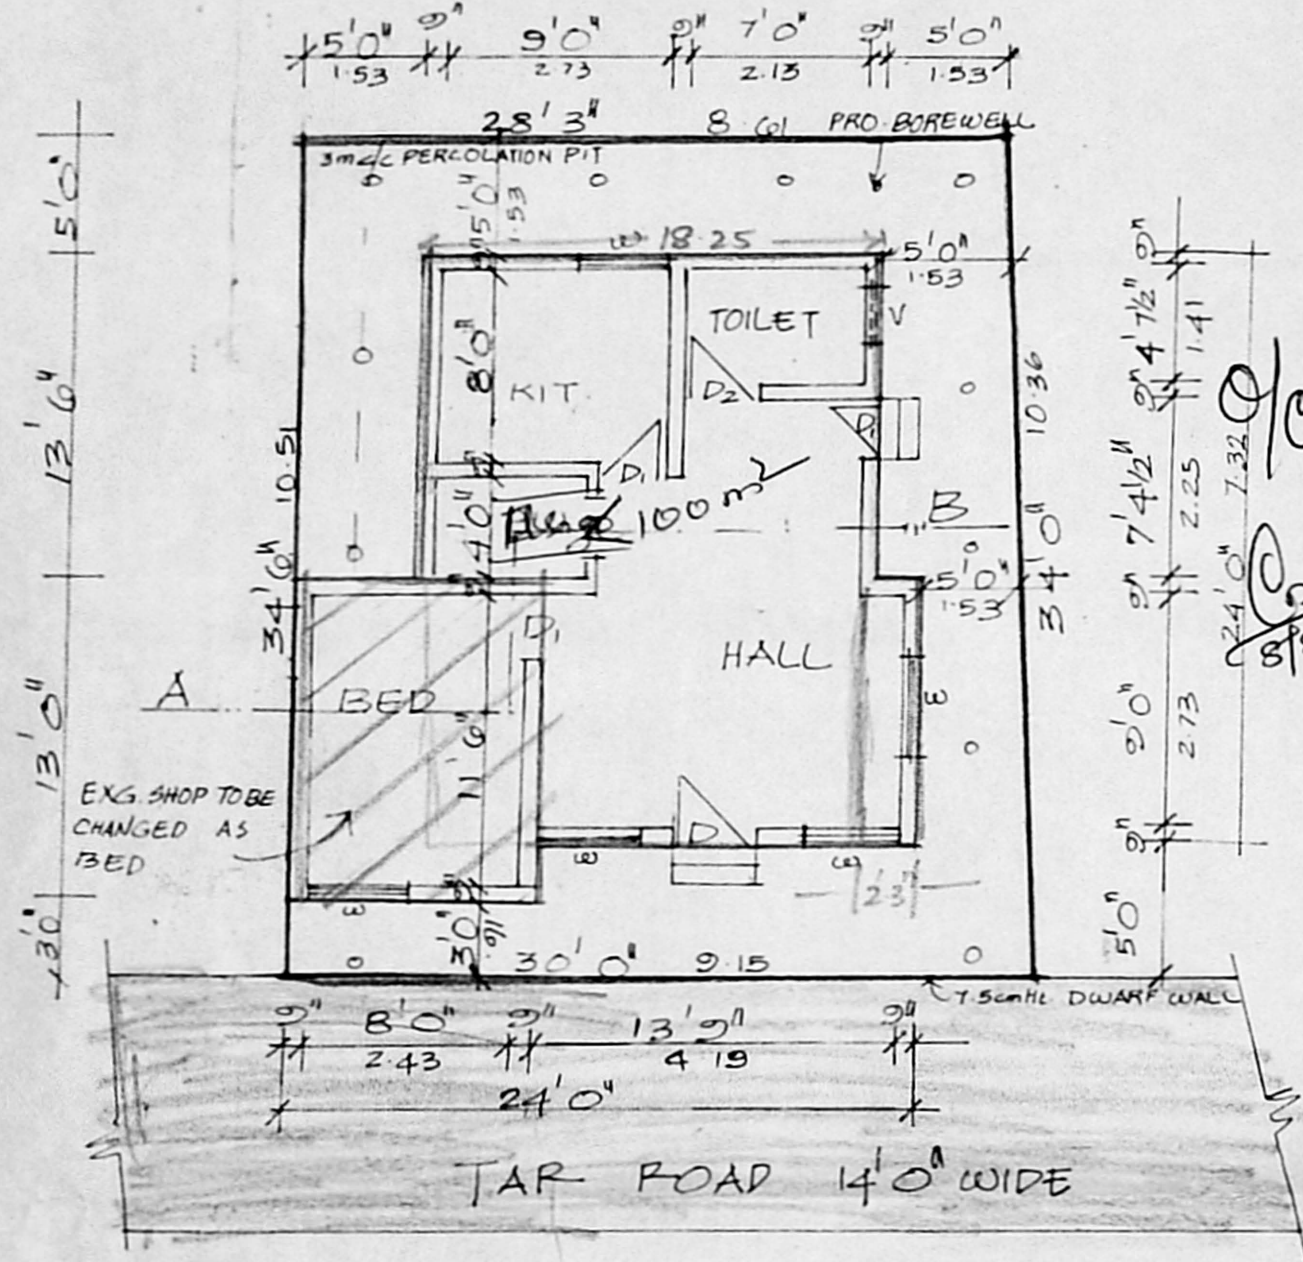 5'0" 9" 9'0" 9" 7'0" 9" 5'0"
1.53 2.73 2.13 1.53
28'3" 8.61 PRO.BOREWELL
3m c/c PERCOLATION PIT
5'0"
5'0"
1.53
W 18.25
9"
5'0"
1.53
9"
TOILET
V
8'0"
KIT.
D2
D
4'7½"
1.41
13'6"
10.36
9"
D1
9"
10.51
4'0"
100 m²
B
7'4½"
2.25
24'0" 7.32
34'6"
9"
5'0"
1.53
34'0"
9"
D1
HALL
A
BED
W
11'6"
9'0"
2.73
13'0"
EXG. SHOP TO BE
CHANGED AS
BED
D
W
W
2'3"
9"
W
9"
3'0"
3'0"
.91
5'0"
30'0" 9.15
7.5cm Ht. DWARF WALL
9" 8'0" 9" 13'9" 9"
2.43 4.19
24'0"
TAR ROAD 14'0" WIDE